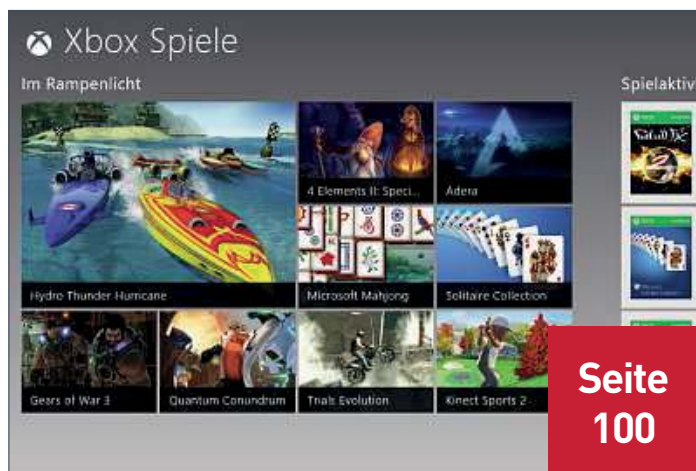 Xbox Spiele
Im Rampenlicht
Spielaktiv
4 Elements II: Speci...
Adera
Hydro Thunder Hurricane
Microsoft Mahjong
Solitaire Collection
Gears of War 3
Quantum Conundrum
Trials Evolution
Kinect Sports 2
Seite
100